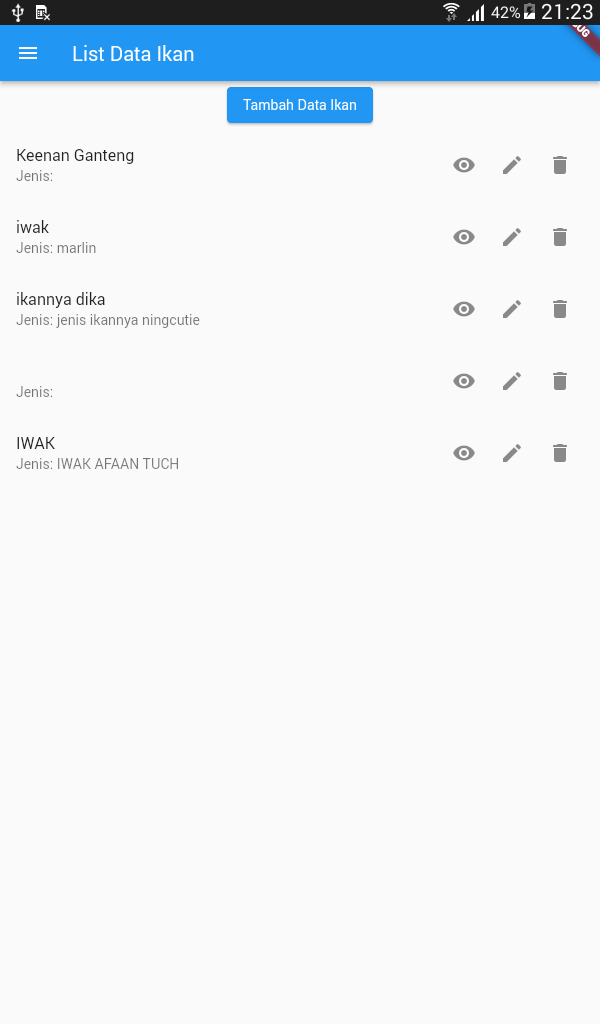 42% 21:23
List Data Ikan
Tambah Data Ikan
Keenan Ganteng
Jenis:
iwak
Jenis: marlin
ikannya dika
Jenis: jenis ikannya ningcutie
Jenis:
IWAK
Jenis: IWAK AFAAN TUCH